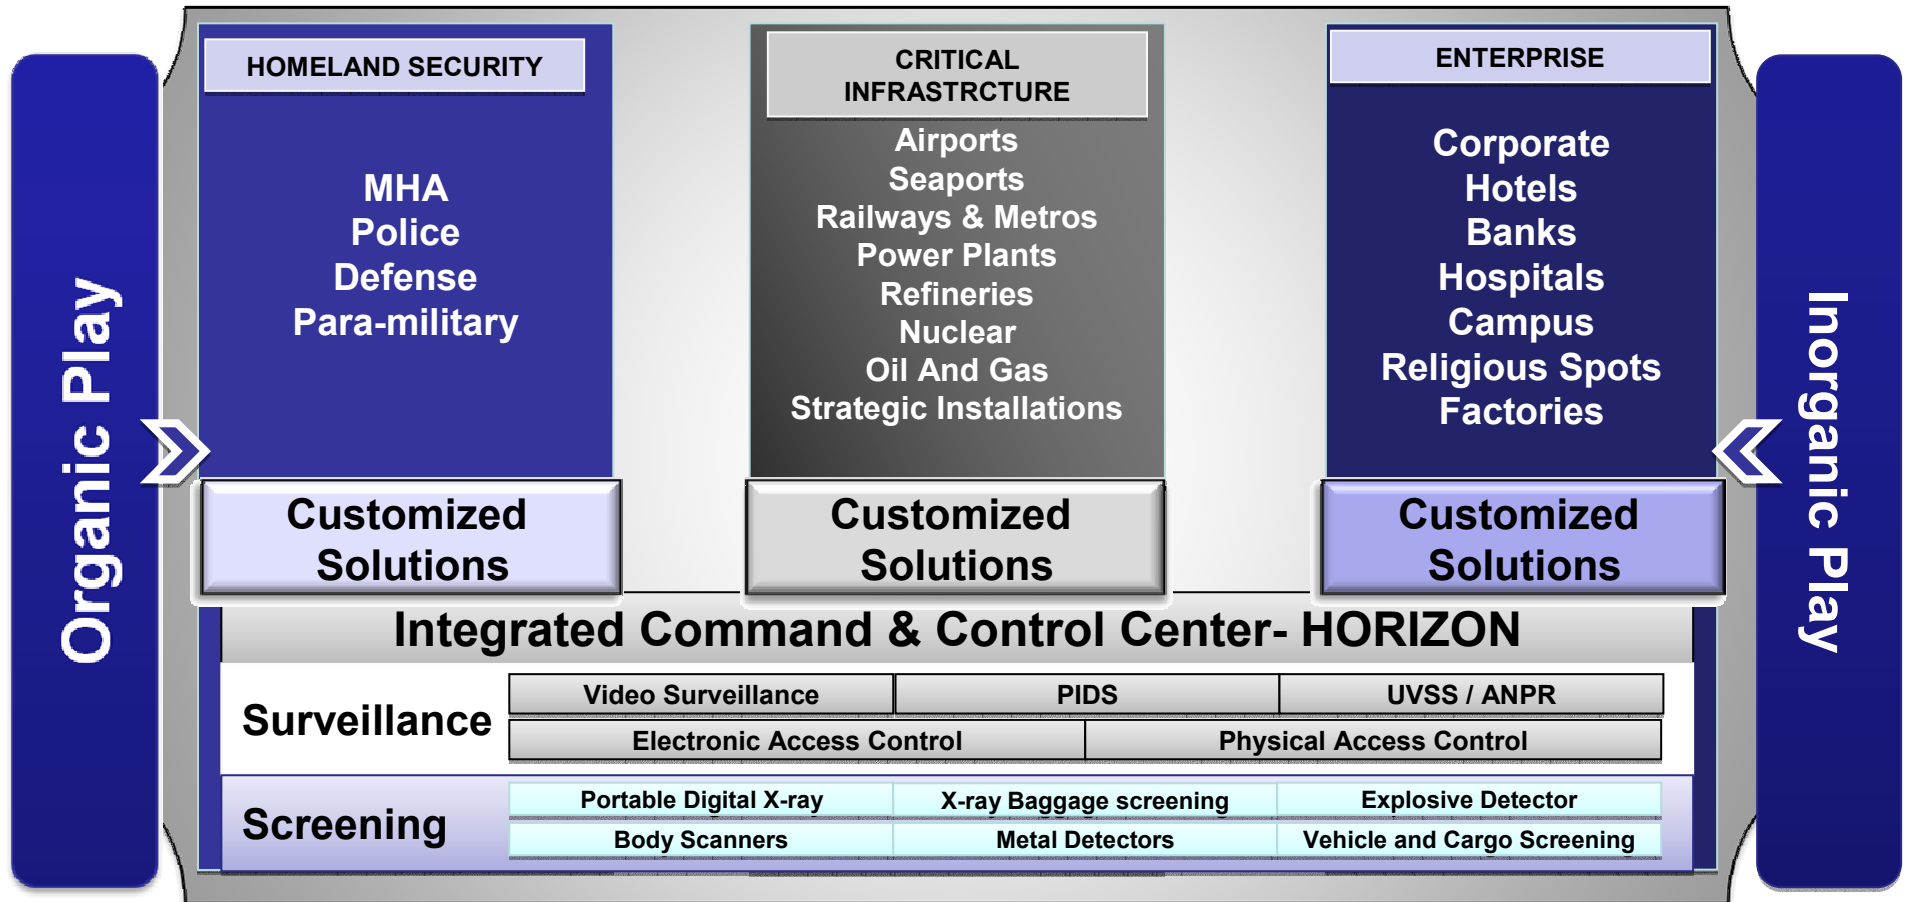 Organic Play
HOMELAND SECURITY
MHA
Police
Defense
Para-military
Customized
Solutions
CRITICAL
INFRASTRCTURE
Airports
Seaports
Railways & Metros
Power Plants
Refineries
Nuclear
Oil And Gas
Strategic Installations
Customized
Solutions
ENTERPRISE
Corporate
Hotels
Banks
Hospitals
Campus
Religious Spots
Factories
Customized
Solutions
Inorganic Play
Integrated Command & Control Center- HORIZON
Surveillance
Video Surveillance
PIDS
UVSS / ANPR
Electronic Access Control
Physical Access Control
Screening
Portable Digital X-ray
X-ray Baggage screening
Explosive Detector
Body Scanners
Metal Detectors
Vehicle and Cargo Screening